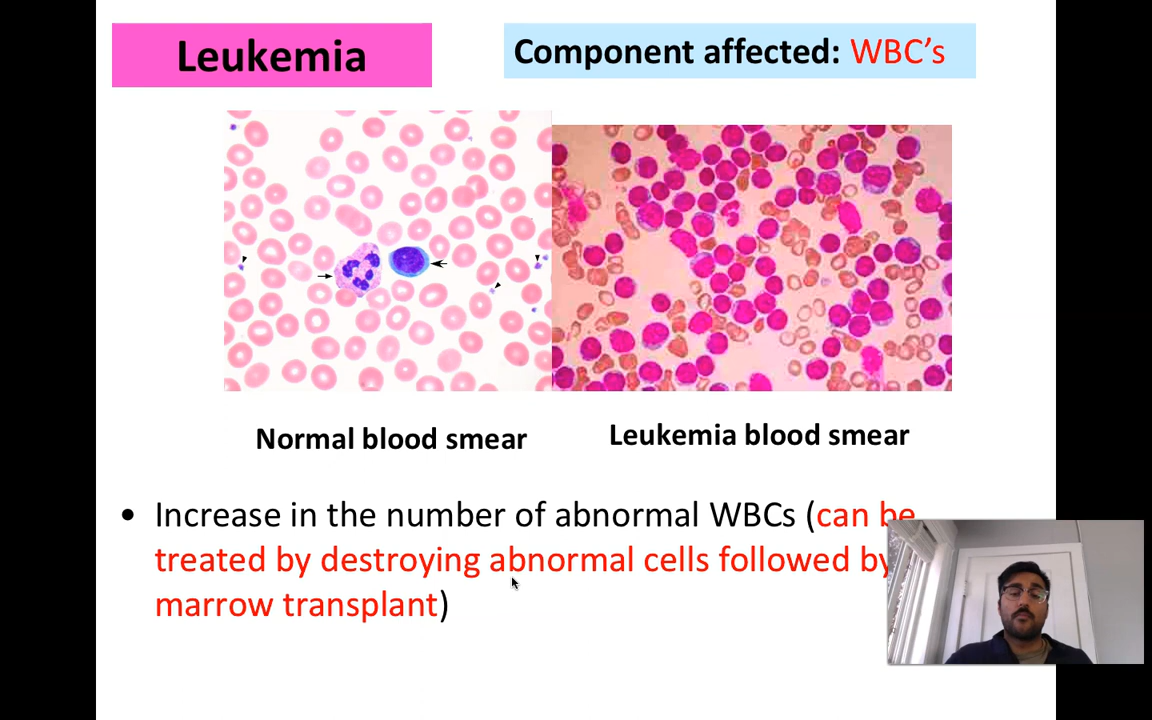 Leukemia
Component affected: WBC’s
Normal blood smear
Leukemia blood smear
• Increase in the number of abnormal WBCs (can be
treated by destroying abnormal cells followed by
marrow transplant)